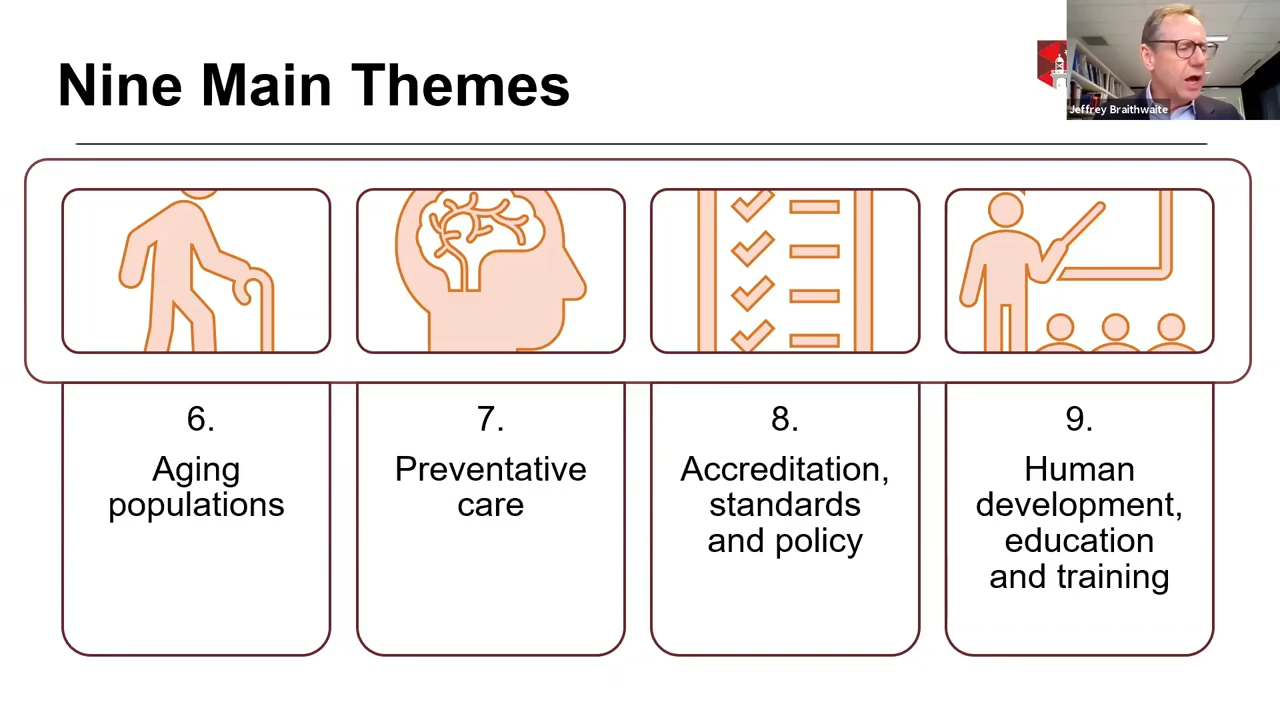 Nine Main Themes
Jeffrey Braithwaite
6.
Aging
populations
7.
Preventative
care
8.
Accreditation,
standards
and policy
9.
Human
development,
education
and training